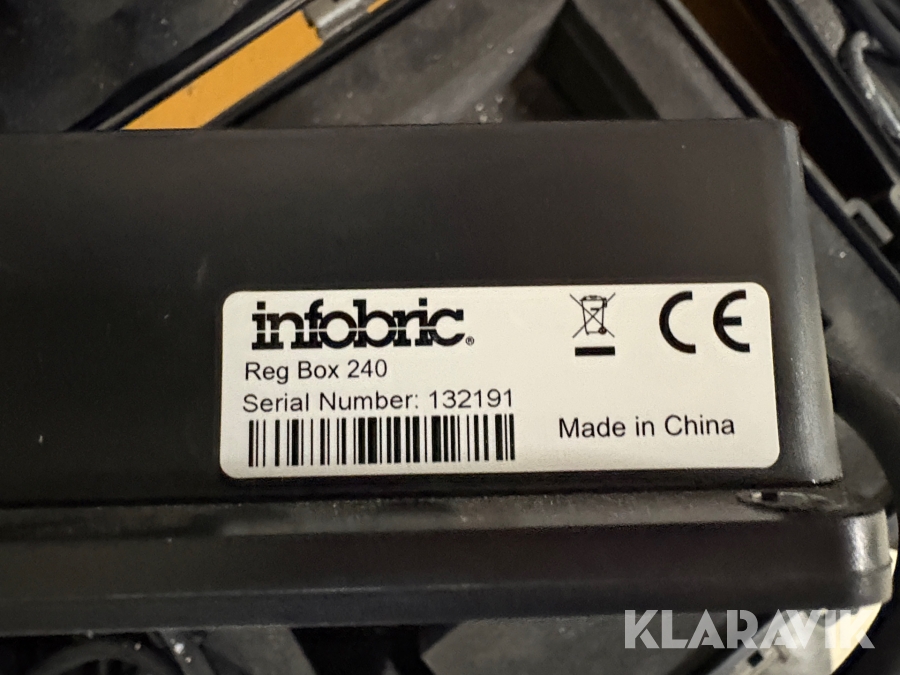 infobric®
Reg Box 240
Serial Number: 132191
Made in China
CE
KLARAVIK